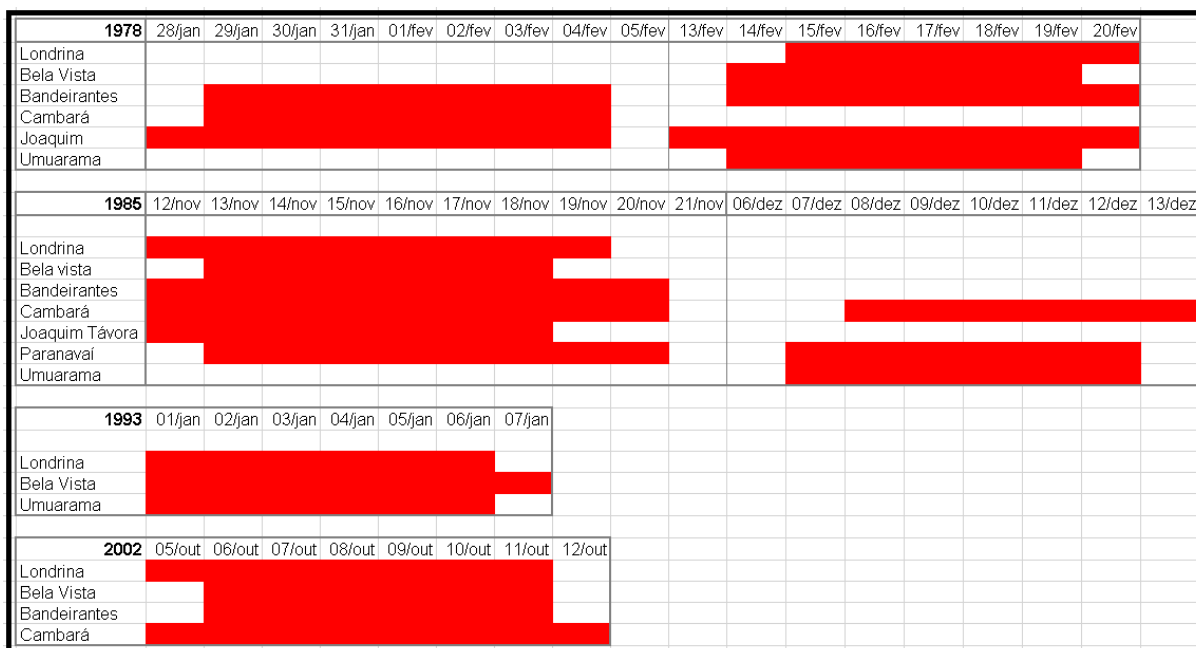 1978 28/jan 29/jan 30/jan 31/jan 01/fev 02/fev 03/fev 04/fev 05/fev 13/fev 14/fev 15/fev 16/fev 17/fev 18/fev 19/fev 20/fev
Londrina
Bela Vista
Bandeirantes
Cambará
Joaquim
Umuarama
1985 12/nov 13/nov 14/nov 15/nov 16/nov 17/nov 18/nov 19/nov 20/nov 21/nov 06/dez 07/dez 08/dez 09/dez 10/dez 11/dez 12/dez 13/dez
Londrina
Bela vista
Bandeirantes
Cambará
Joaquim Távora
Paranavaí
Umuarama
1993 01/jan 02/jan 03/jan 04/jan 05/jan 06/jan 07/jan
Londrina
Bela Vista
Umuarama
2002 05/out 06/out 07/out 08/out 09/out 10/out 11/out 12/out
Londrina
Bela Vista
Bandeirantes
Cambará